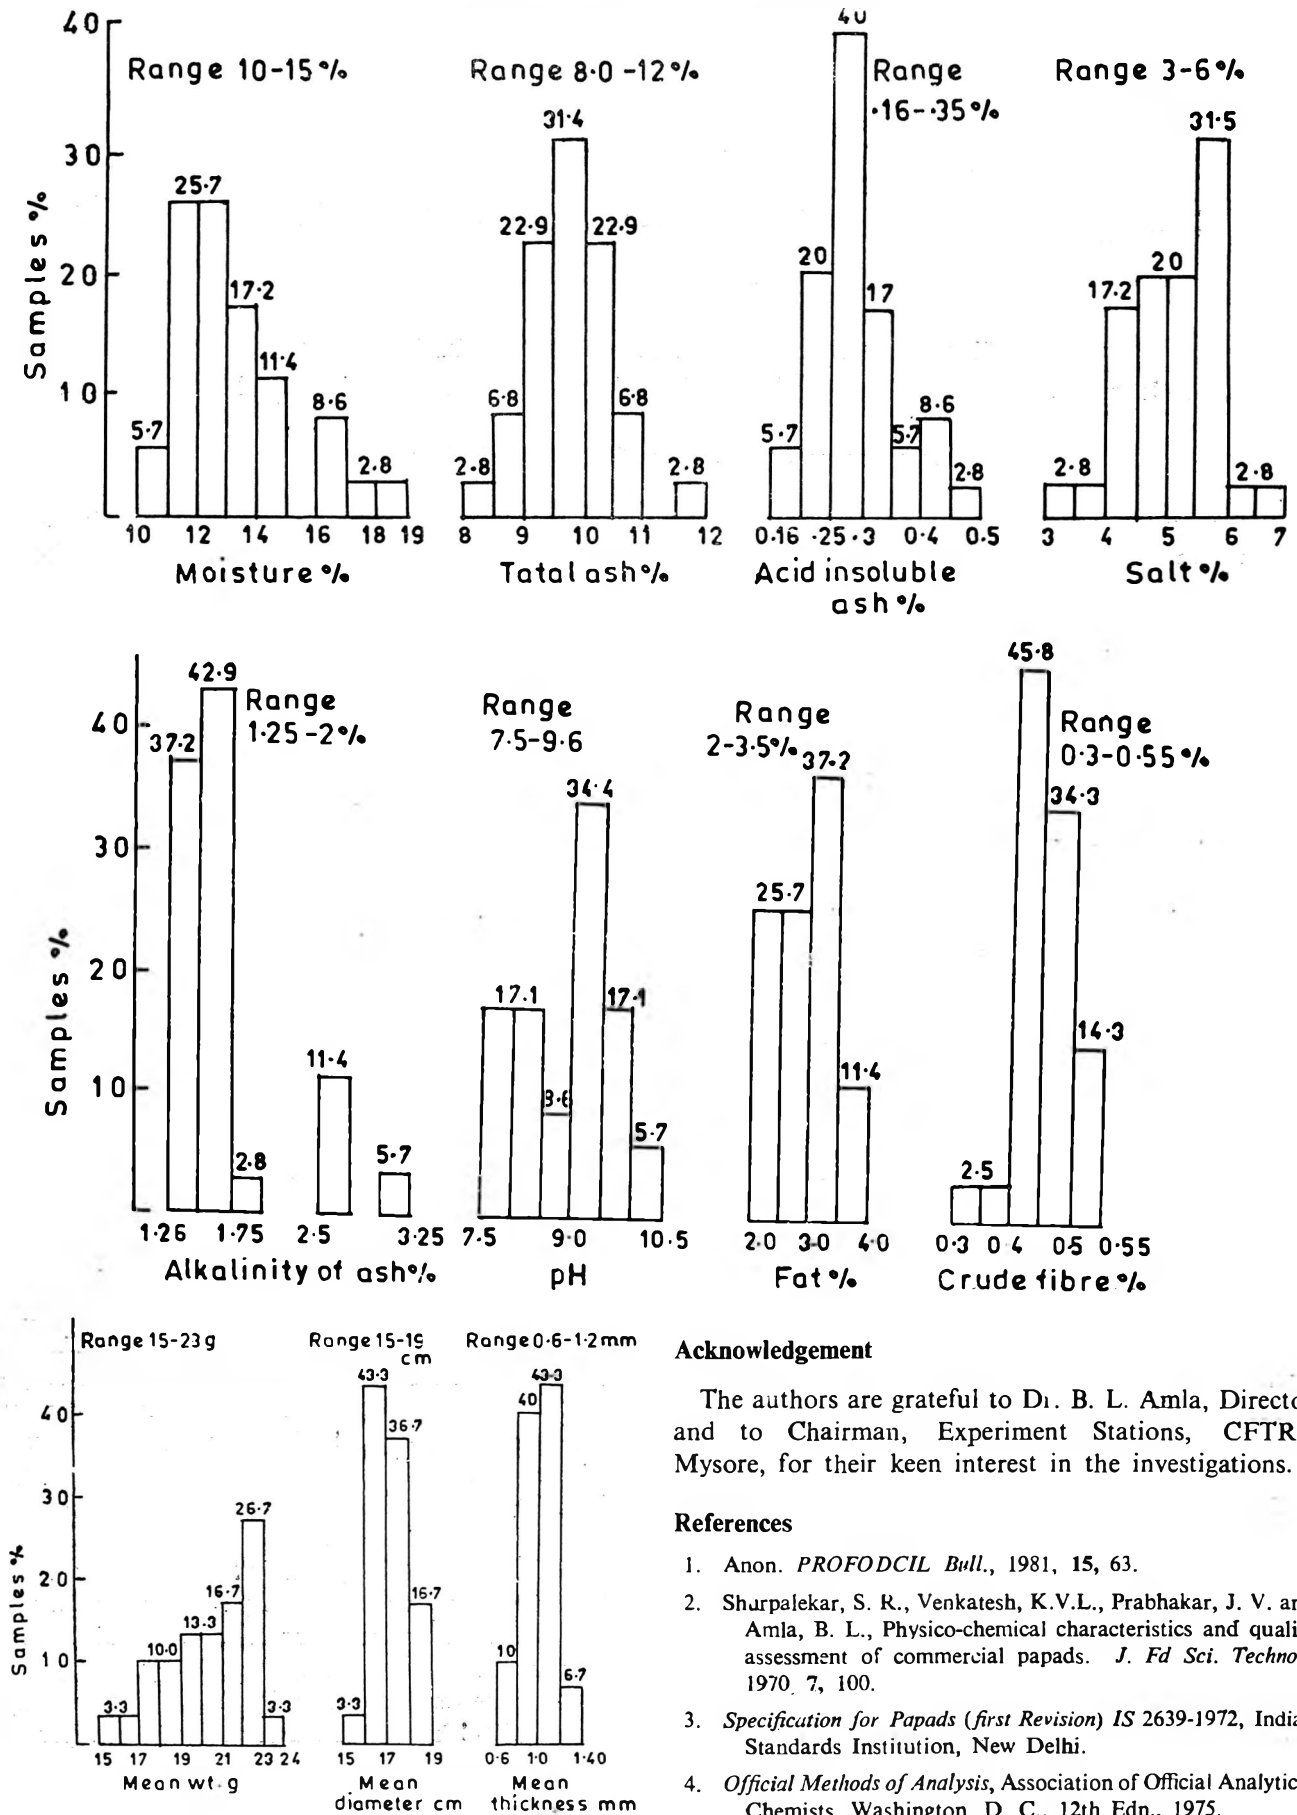 40
30
20
10
Samples %
Range 10-15%
5.7
25.7
17.2
11.4
8.6
2.8
10 12 14 16 18 19
Moisture %
Range 8.0-12%
2.8
6.8
22.9
31.4
22.9
6.8
2.8
8 9 10 11 12
Tatal ash%
40
Range
.16-.35%
5.7
20
17
5.7
8.6
2.8
0.16 .25 .3 0.4 0.5
Acid insoluble
ash %
Range 3-6%
2.8
17.2
20
31.5
2.8
3 4 5 6 7
Salt %
40
30
20
10
Samples %
Range
1.25-2%
37.2
42.9
2.8
11.4
5.7
1.26 1.75 2.5 3.25
Alkalinity of ash%
Range
7.5-9.6
17.1
8.6
34.4
17.1
5.7
7.5 9.0 10.5
pH
Range
2-3.5%
25.7
37.2
11.4
2.0 3.0 4.0
Fat %
Range
0.3-0.55%
2.5
45.8
34.3
14.3
0.3 0.4 0.5 0.55
Crude fibre %
40
30
2.0
10
Samples %
Range 15-23g
3.3
10.0
13.3
16.7
26.7
3.3
15 17 19 21 23 24
Mean wt. g
Range 15-19
cm
3.3
43.3
36.7
16.7
15 17 19
Mean
diameter cm
Range 0.6-1.2mm
10
40
43.3
6.7
0.6 1.0 1.40
Mean
thickness mm
Acknowledgement
The authors are grateful to Dr. B. L. Amla, Directo
and to Chairman, Experiment Stations, CFTR
Mysore, for their keen interest in the investigations.
References
1. Anon. PROFODCIL Bull., 1981, 15, 63.
2. Shurpalekar, S. R., Venkatesh, K.V.L., Prabhakar, J. V. an
Amla, B. L., Physico-chemical characteristics and quali
assessment of commercial papads. J. Fd Sci. Techno
1970, 7, 100.
3. Specification for Papads (first Revision) IS 2639-1972, India
Standards Institution, New Delhi.
4. Official Methods of Analysis, Association of Official Analytic
Chemists, Washington, D. C., 12th Edn., 1975.